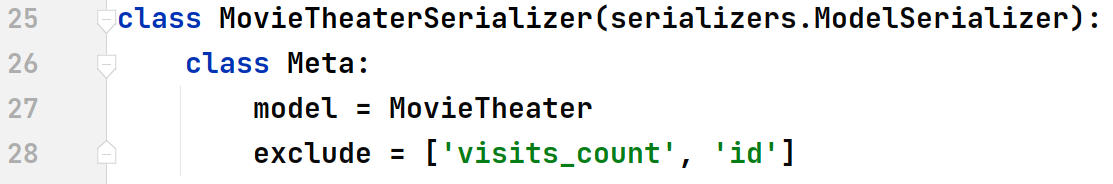 25 class MovieTheaterSerializer(serializers.ModelSerializer):
26     class Meta:
27         model = MovieTheater
28         exclude = ['visits_count', 'id']